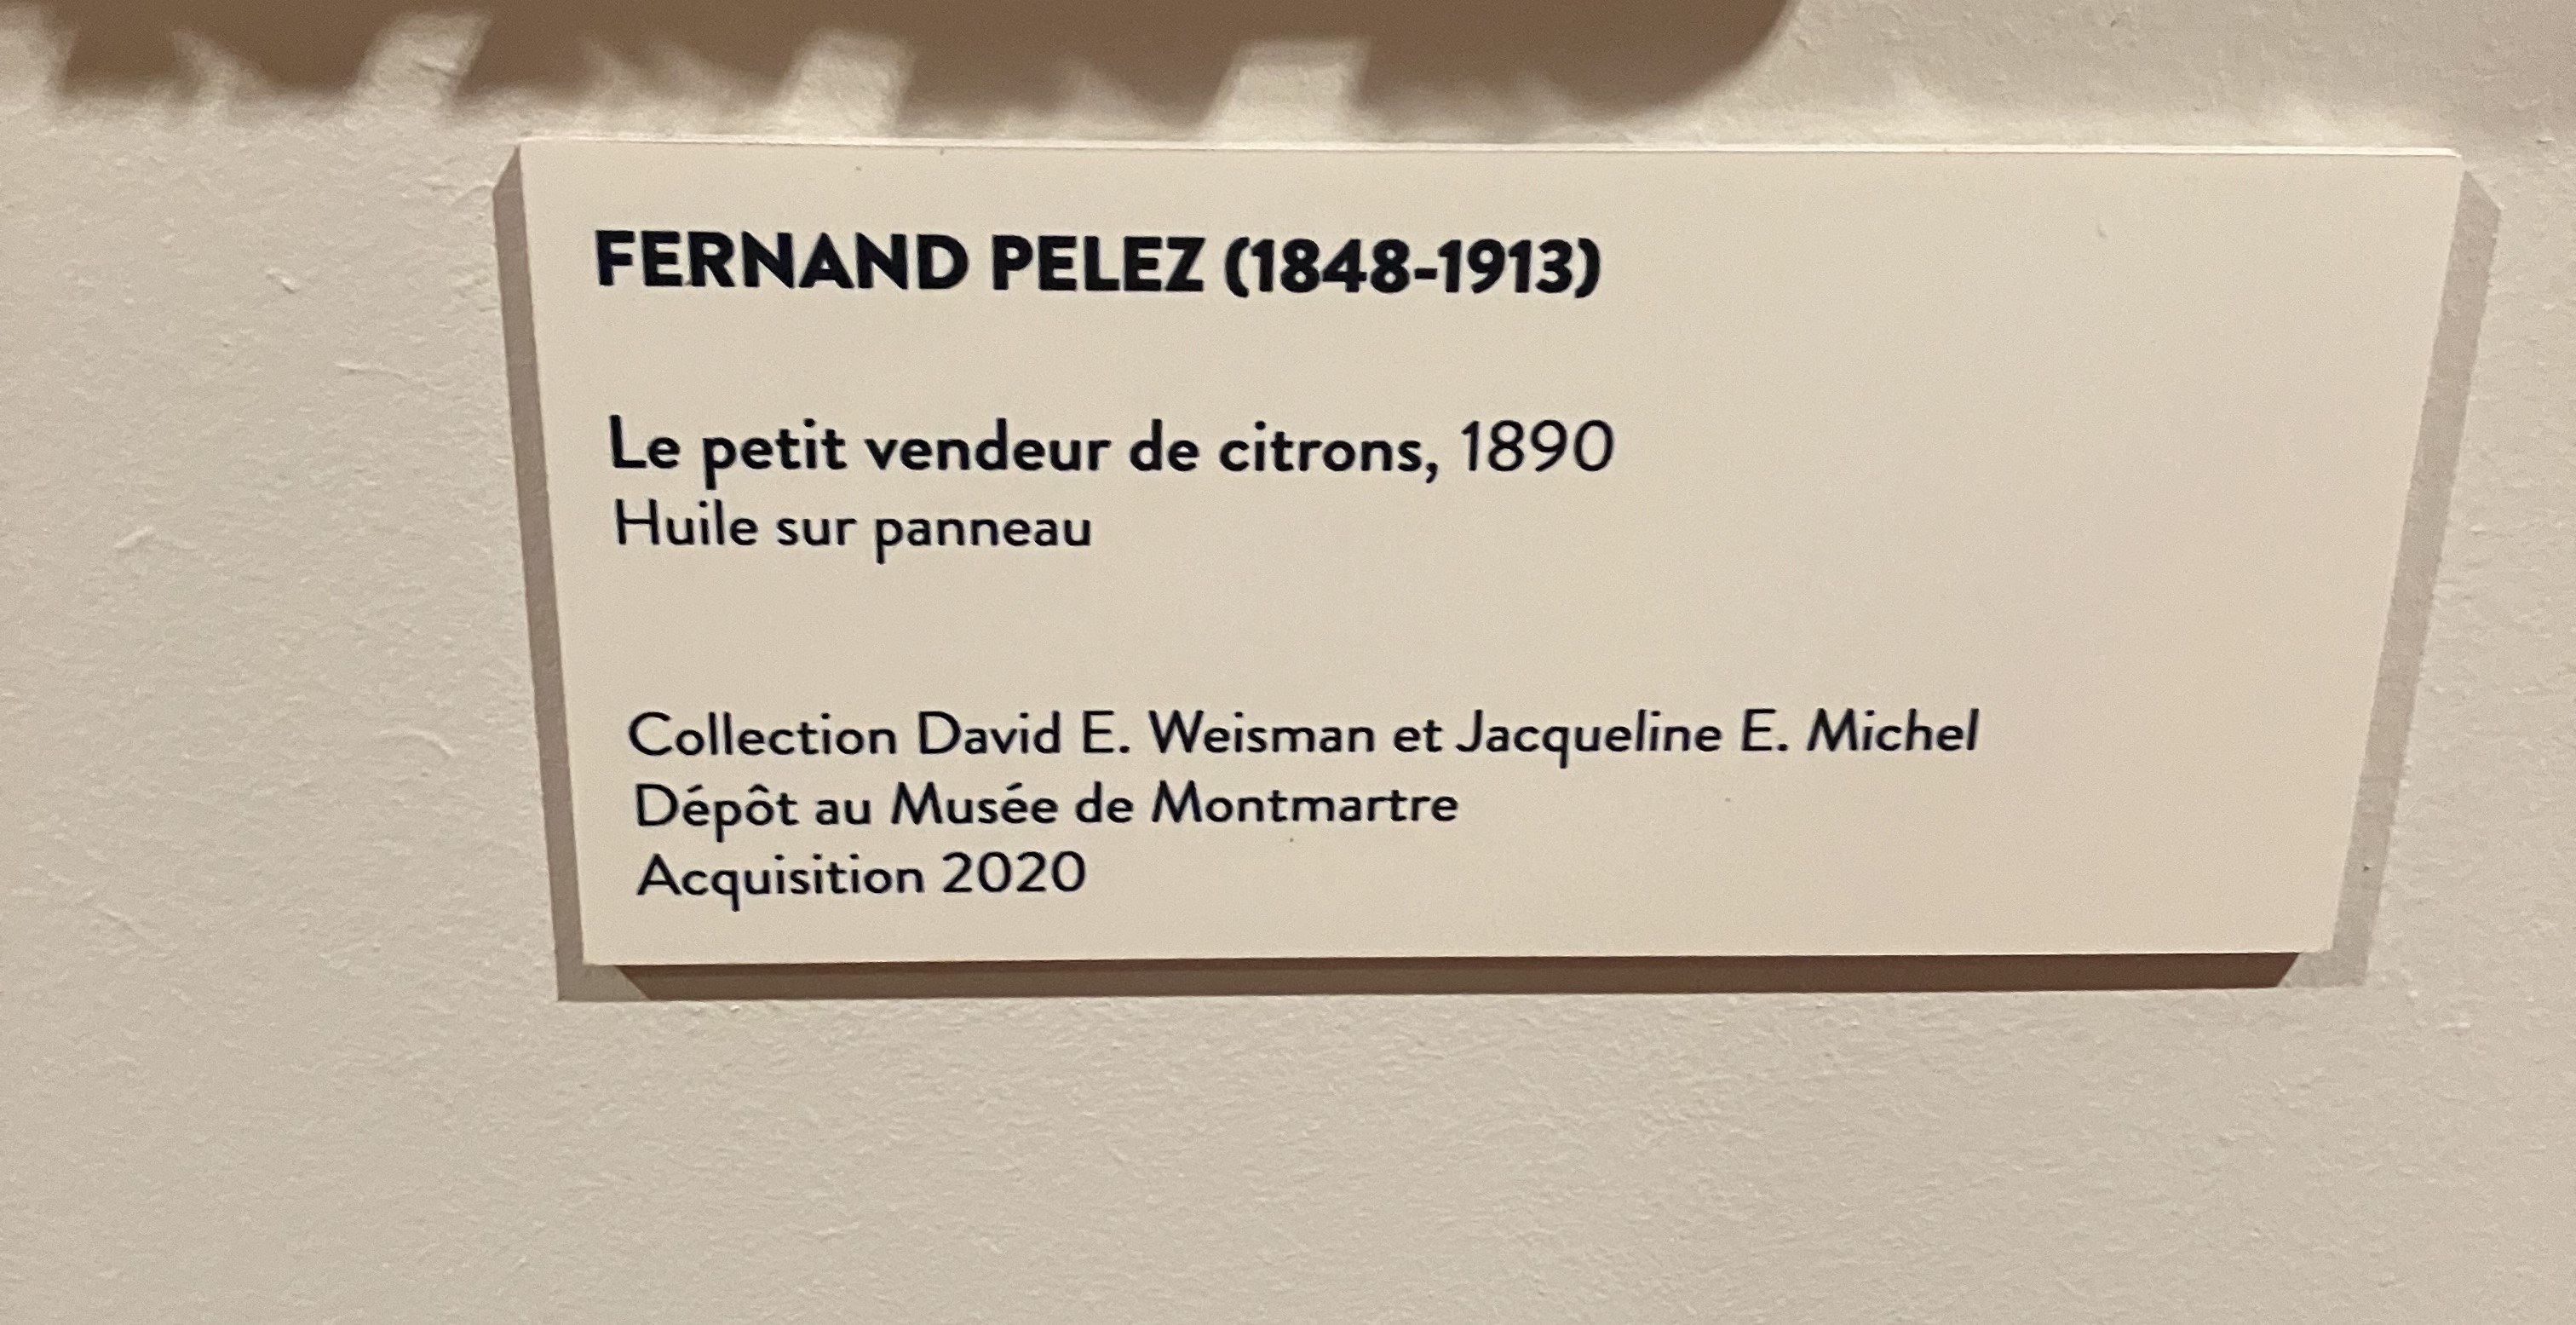 FERNAND PELEZ (1848-1913)
Le petit vendeur de citrons, 1890
Huile sur panneau
Collection David E. Weisman et Jacqueline E. Michel
Dépôt au Musée de Montmartre
Acquisition 2020